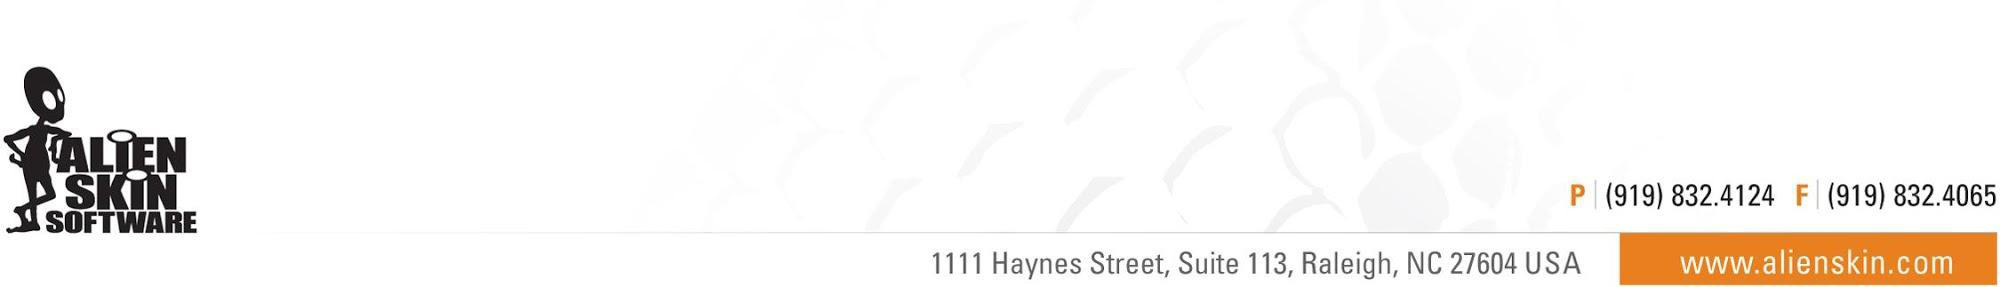 ALIEN
SKIN
SOFTWARE
P | (919) 832.4124 F | (919) 832.4065
1111 Haynes Street, Suite 113, Raleigh, NC 27604 USA
www.alienskin.com